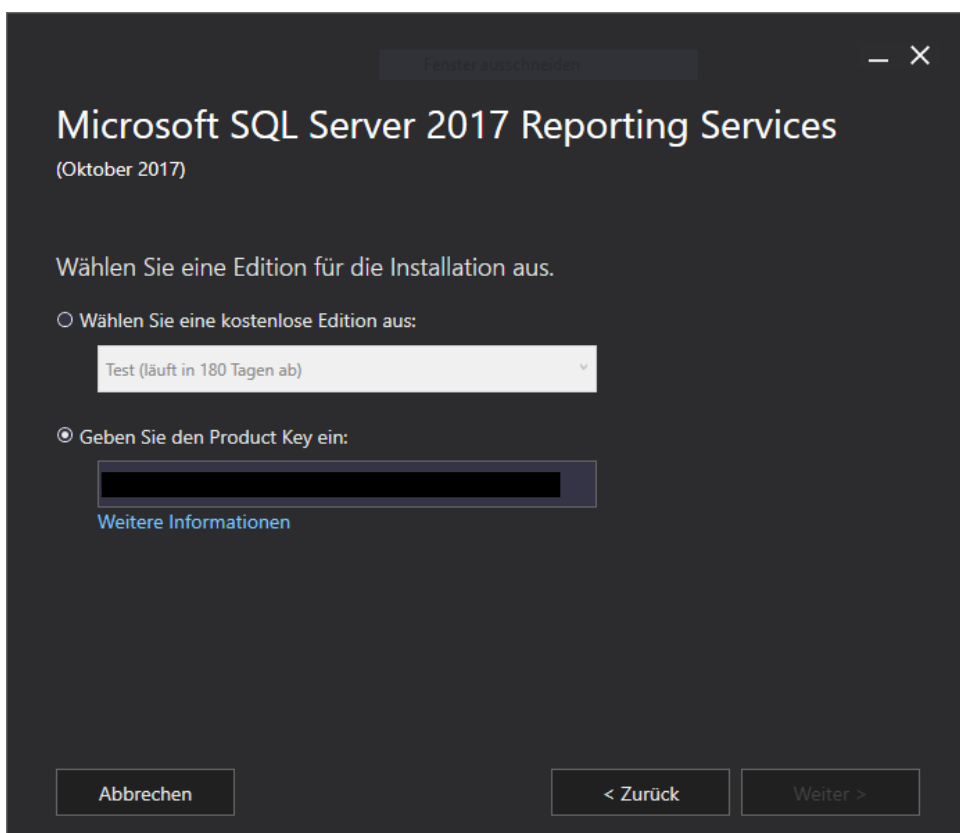 Fenster ausschneiden
Microsoft SQL Server 2017 Reporting Services
(Oktober 2017)
Wählen Sie eine Edition für die Installation aus.
Wählen Sie eine kostenlose Edition aus:
Test (läuft in 180 Tagen ab)
Geben Sie den Product Key ein:
Weitere Informationen
Abbrechen
< Zurück
Weiter >